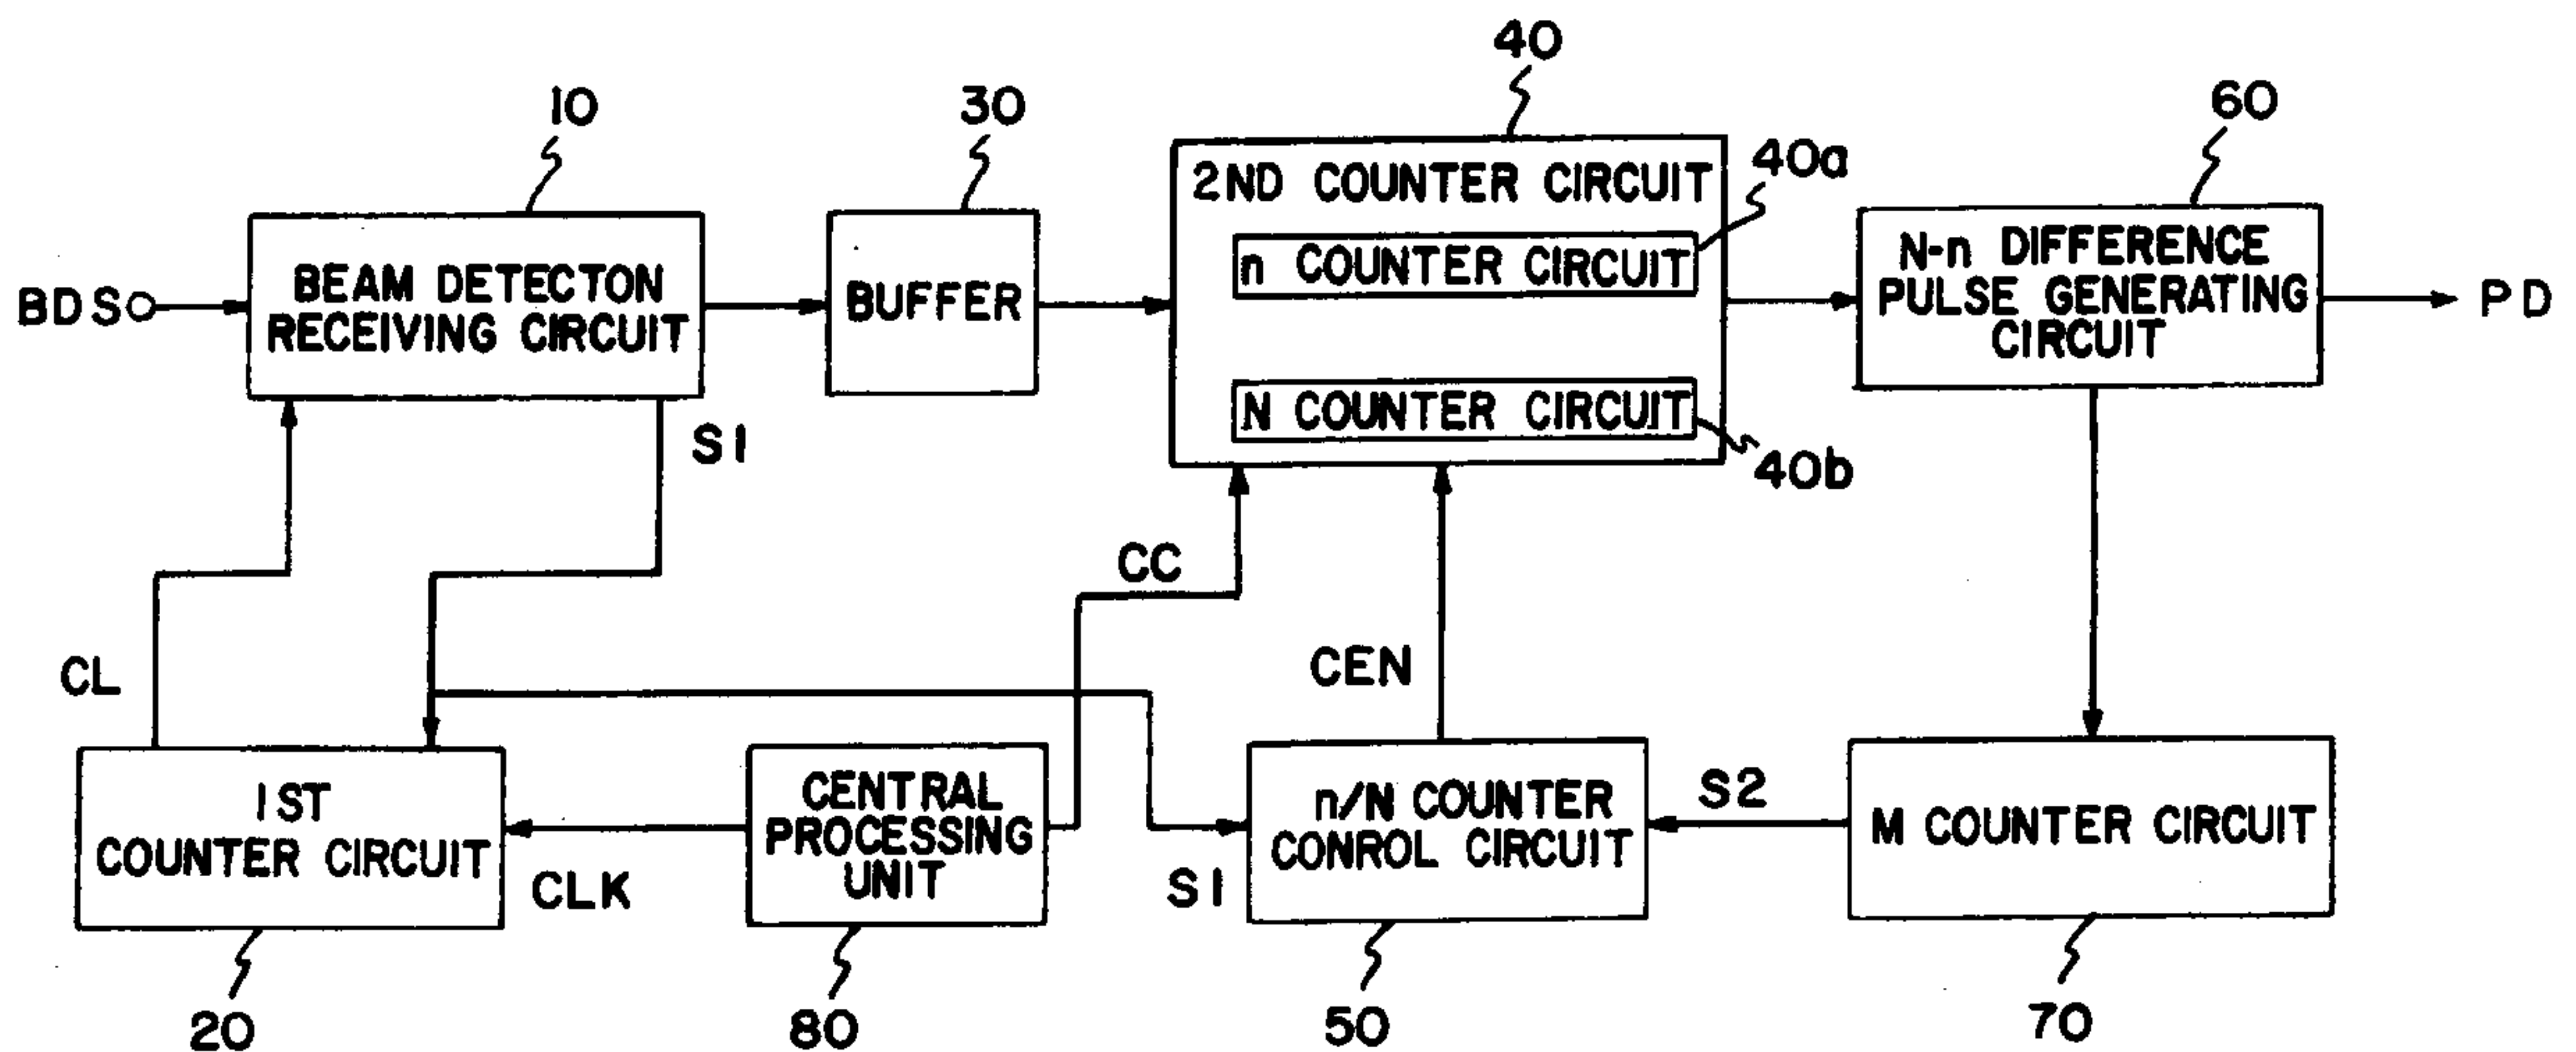 40
10
30
60
40a
2ND COUNTER CIRCUIT
n COUNTER CIRCUIT
N-n DIFFERENCE
PULSE GENERATING
CIRCUIT
BEAM DETECTON
RECEIVING CIRCUIT
BDS
BUFFER
PD
N COUNTER CIRCUIT
S1
40b
CC
CL
CEN
1ST
COUNTER CIRCUIT
CENTRAL
PROCESSING
UNIT
n/N COUNTER
CONROL CIRCUIT
S2
M COUNTER CIRCUIT
CLK
S1
20
80
50
70